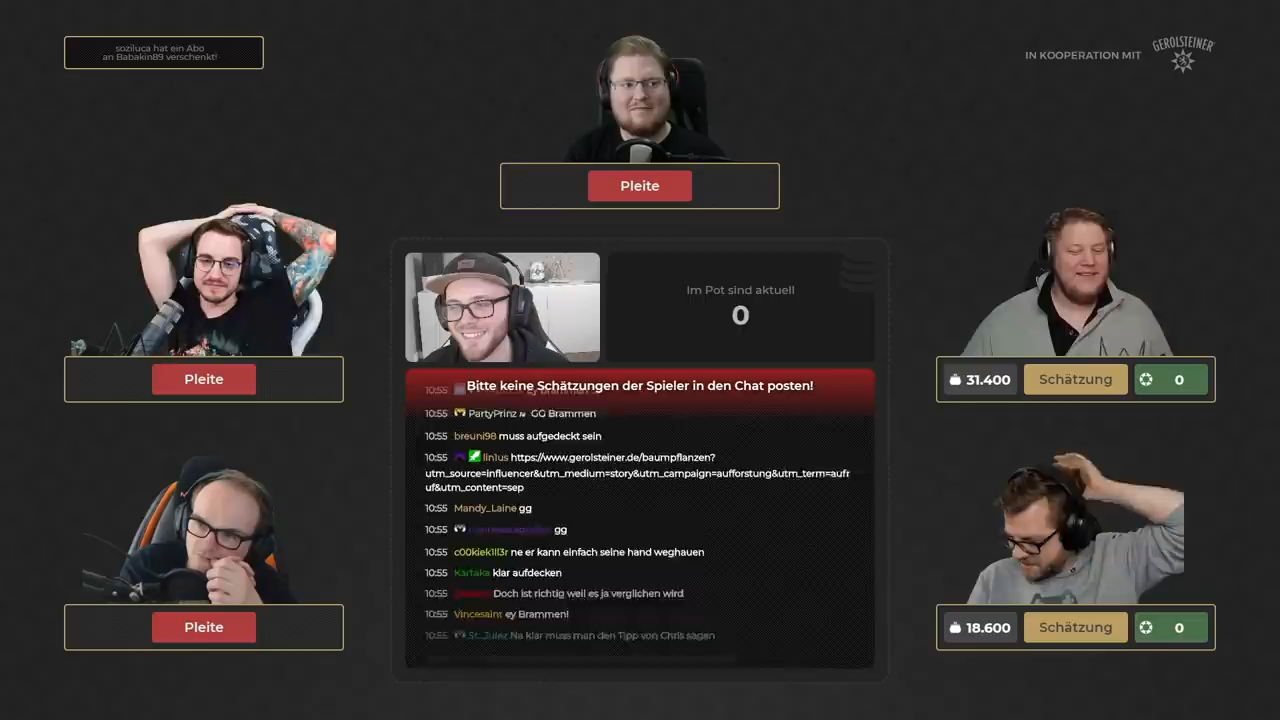 soziluca hat ein Abo
an Babakin89 verschenkt!
IN KOOPERATION MIT
GEROLSTEINER
Pleite
Pleite
Im Pot sind aktuell
0
31.400 Schätzung 0
Bitte keine Schätzungen der Spieler in den Chat posten!
10:55
10:55 PartyPrinz GG Brammen
10:55 breuni98 muss aufgedeckt sein
10:55 lin1us https://www.gerolsteiner.de/baumpflanzen?
utm_source=influencer&utm_medium=story&utm_campaign=aufforstung&utm_term=aufr
uf&utm_content=sep
10:55 Mandy_Laine gg
10:55 gg
10:55 c00kiek1ll3r ne er kann einfach seine hand weghauen
10:55 Kartaka klar aufdecken
10:55 Doch ist richtig weil es ja verglichen wird
10:55 Vincesaint ey Brammen!
10:55 St_Julez Na klar muss man den Tipp von Chris sagen
Pleite
18.600 Schätzung 0